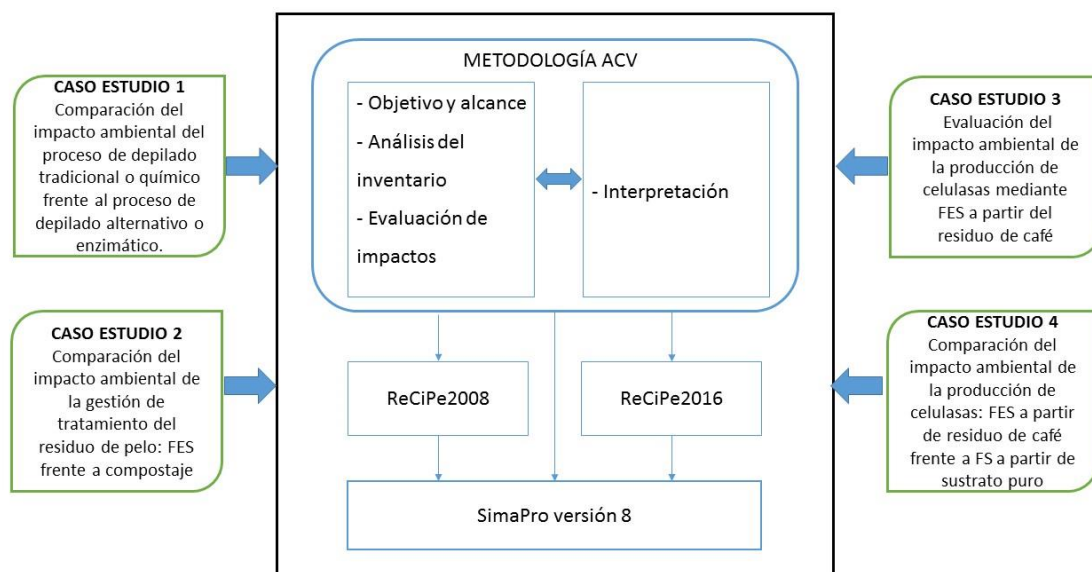 CASO ESTUDIO 1
Comparación del
impacto ambiental del
proceso de depilado
tradicional o químico
frente al proceso de
depilado alternativo o
enzimático.
CASO ESTUDIO 2
Comparación del
impacto ambiental de
la gestión de
tratamiento del
residuo de pelo: FES
frente a compostaje
METODOLOGÍA ACV
- Objetivo y alcance
- Análisis del
inventario
- Evaluación de
impactos
- Interpretación
ReCiPe2008
ReCiPe2016
SimaPro versión 8
CASO ESTUDIO 3
Evaluación del
impacto ambiental de
la producción de
celulasas mediante
FES a partir del
residuo de café
CASO ESTUDIO 4
Comparación del
impacto ambiental de
la producción de
celulasas: FES a partir
de residuo de café
frente a FS a partir de
sustrato puro